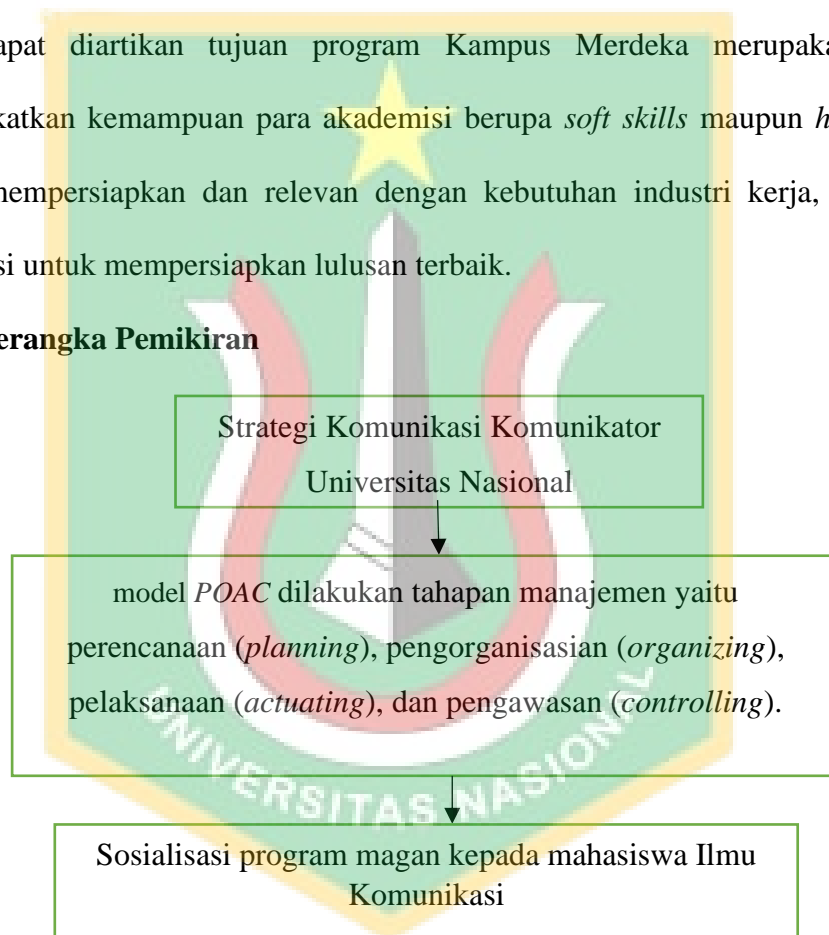 apat diartikan tujuan program Kampus Merdeka merupaka
katkan kemampuan para akademisi berupa soft skills maupun h
mempersiapkan dan relevan dengan kebutuhan industri kerja,
si untuk mempersiapkan lulusan terbaik.
erangka Pemikiran
Strategi Komunikasi Komunikator
Universitas Nasional
model POAC dilakukan tahapan manajemen yaitu
perencanaan (planning), pengorganisasian (organizing),
pelaksanaan (actuating), dan pengawasan (controlling).
UNIVERSITAS NASIONAL
Sosialisasi program magan kepada mahasiswa Ilmu
Komunikasi